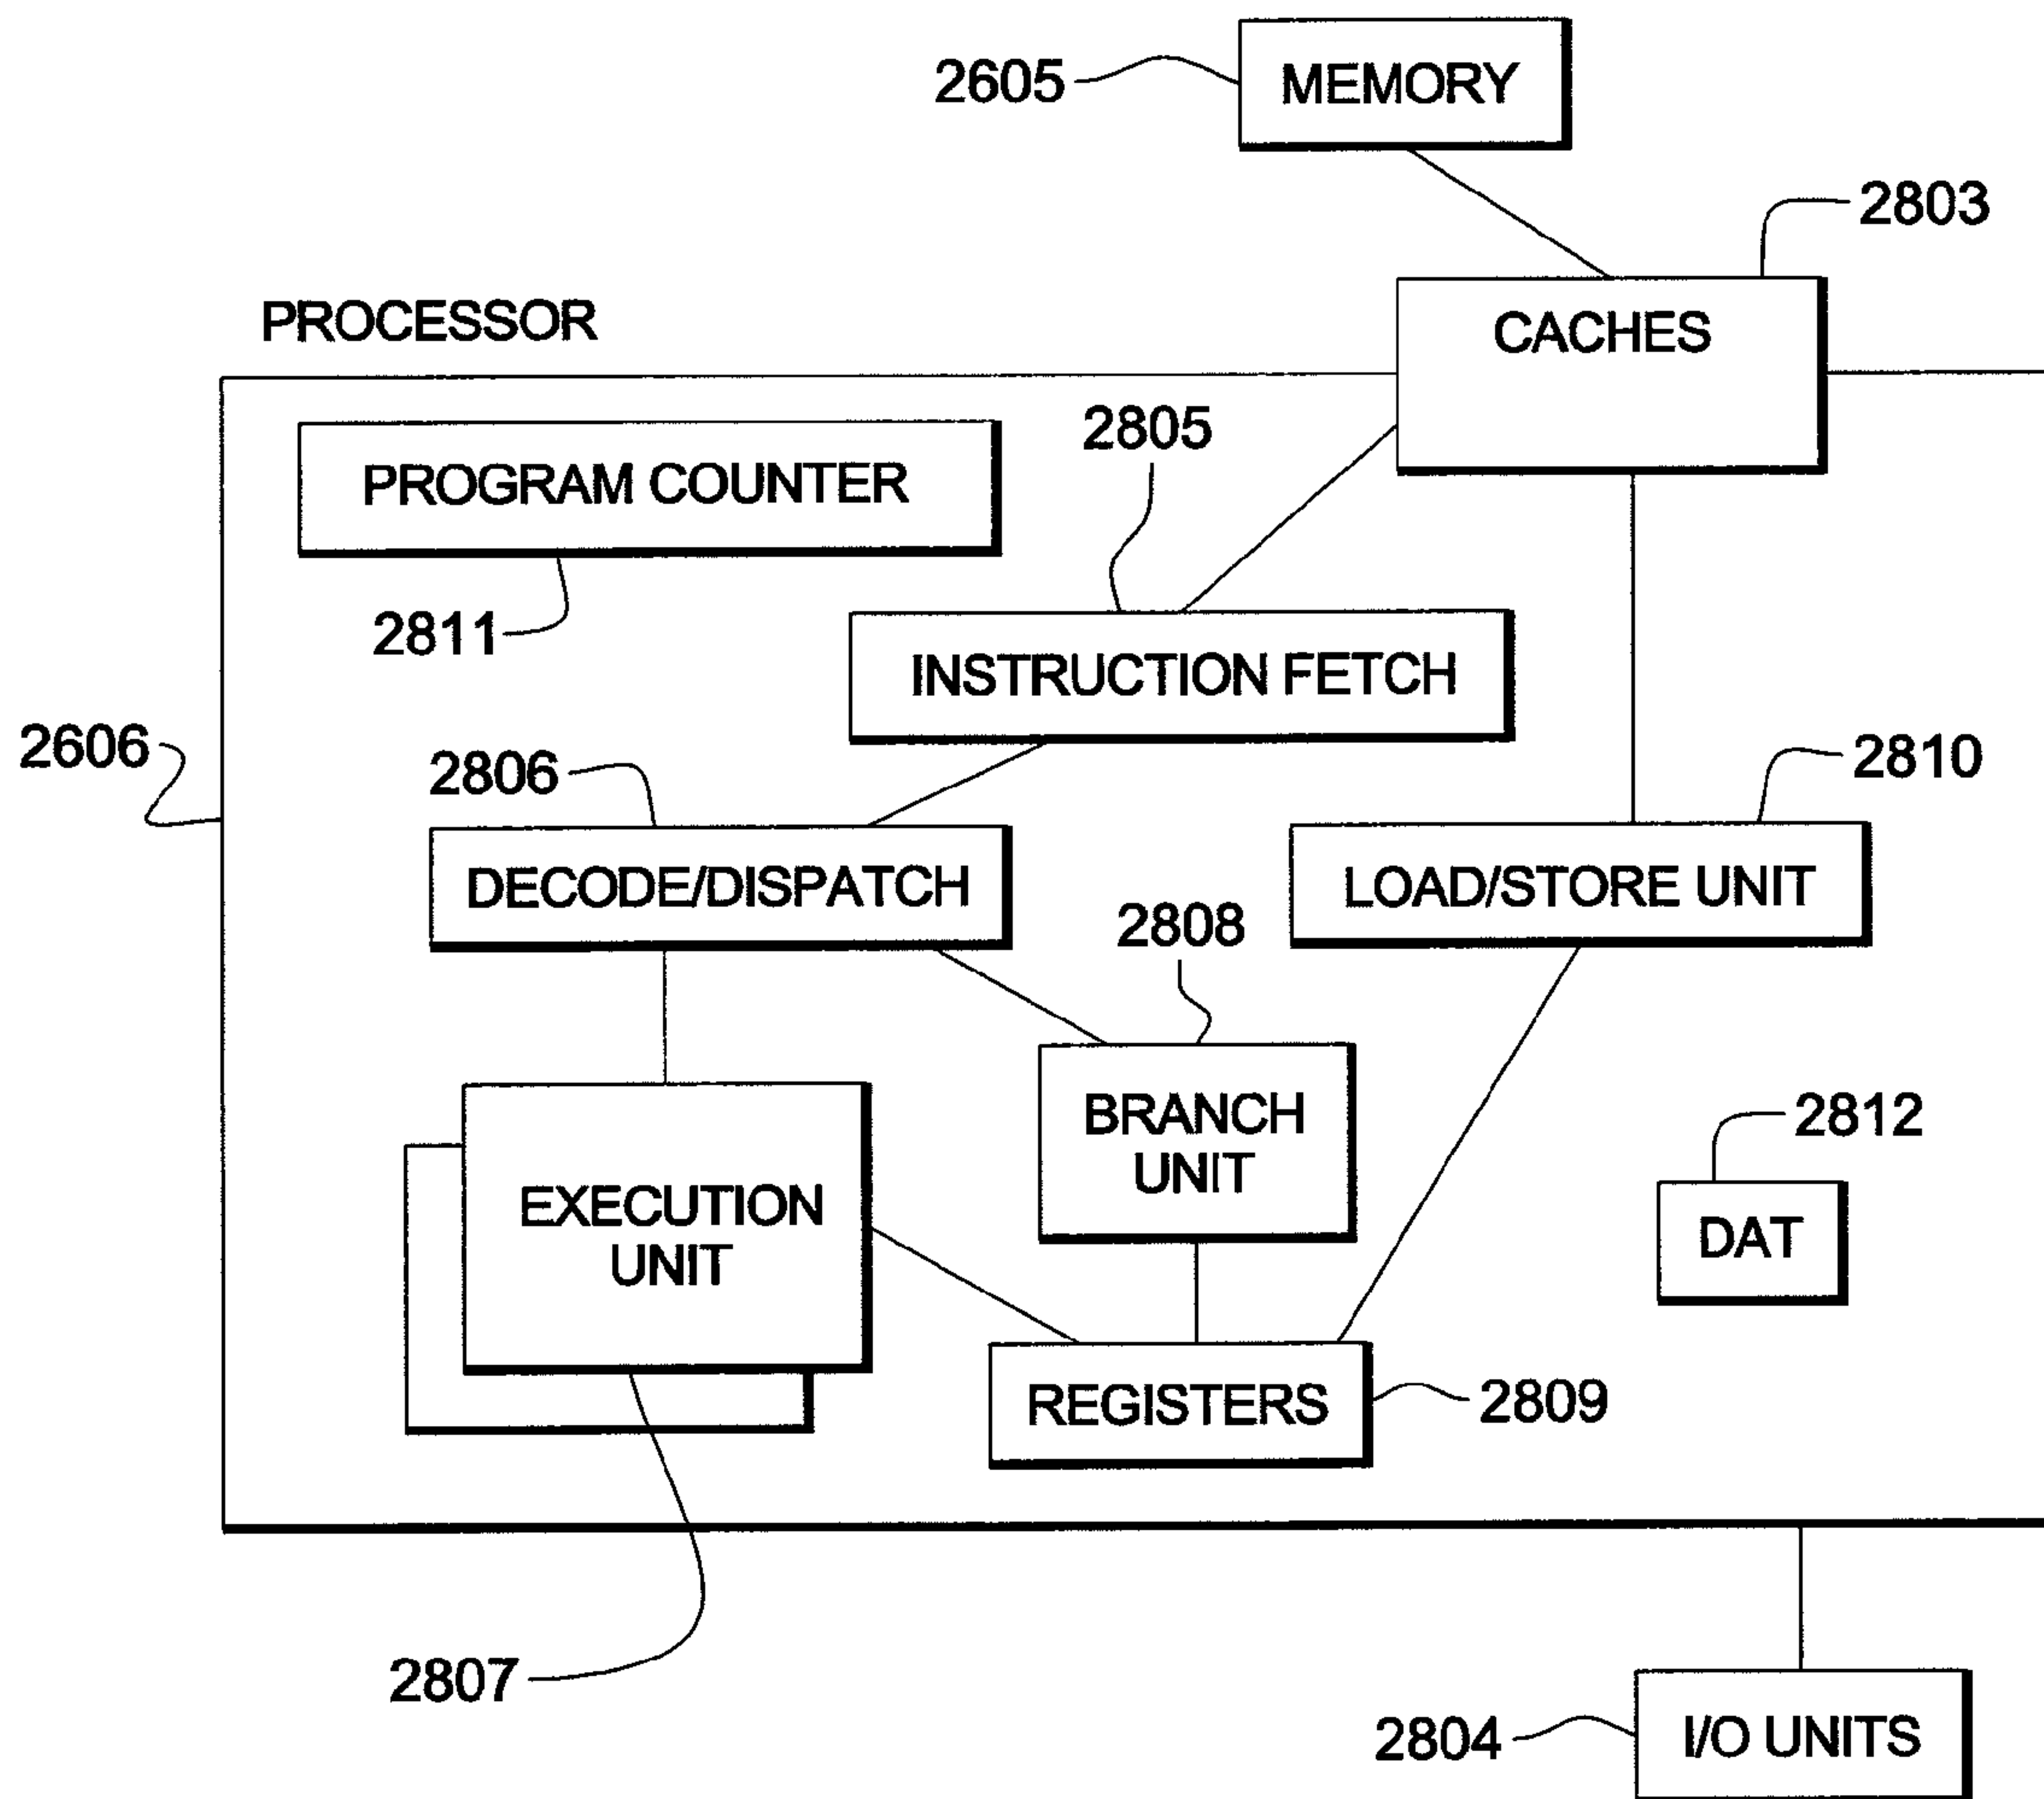 2605
MEMORY
2803
PROCESSOR
CACHES
2805
PROGRAM COUNTER
2811
INSTRUCTION FETCH
2606
2806
2810
DECODE/DISPATCH
LOAD/STORE UNIT
2808
BRANCH
UNIT
2812
EXECUTION
UNIT
DAT
REGISTERS
2809
2807
2804
I/O UNITS